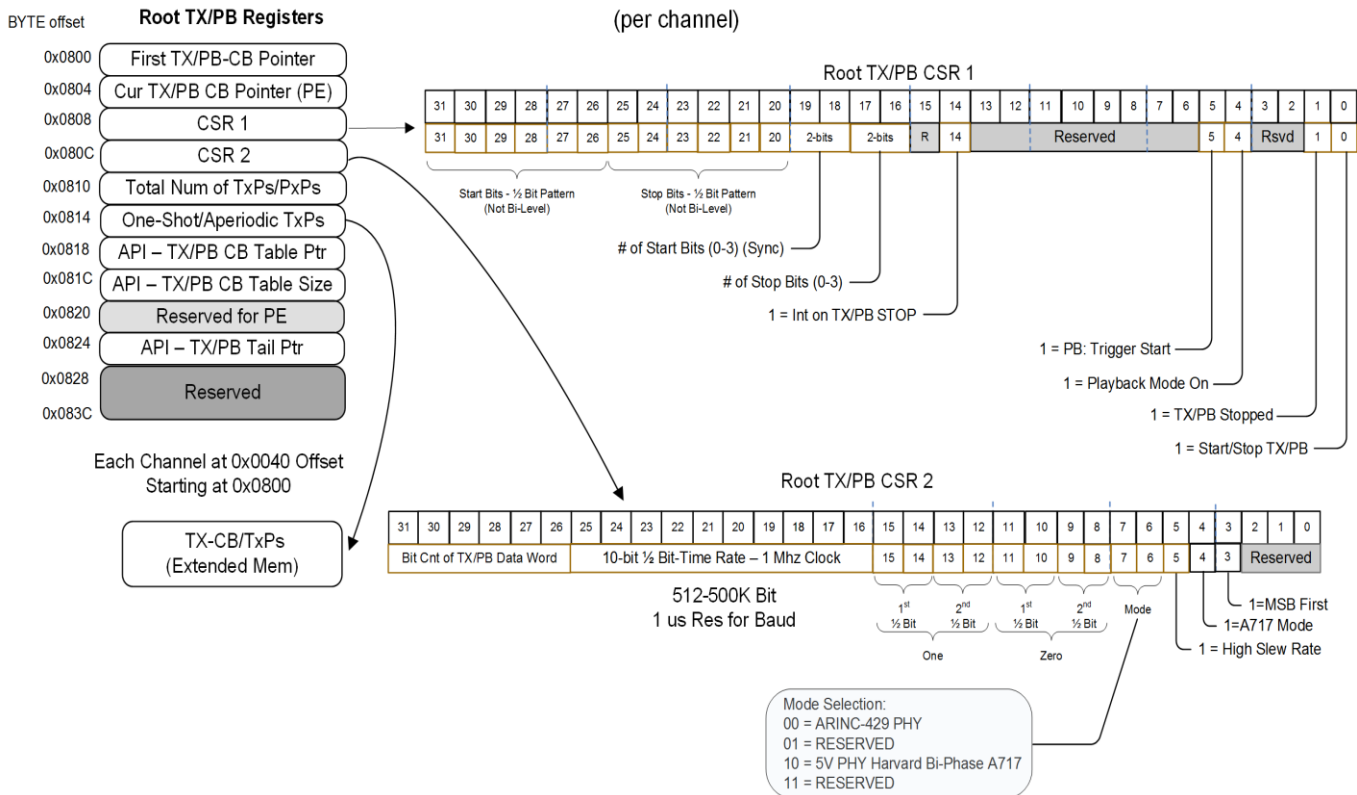 (per channel)
BYTE offset
Root TX/PB Registers
0x0800
First TX/PB-CB Pointer
0x0804
Cur TX/PB CB Pointer (PE)
0x0808
CSR 1
0x080C
CSR 2
0x0810
Total Num of TxPs/PxPs
0x0814
One-Shot/Aperiodic TxPs
0x0818
API – TX/PB CB Table Ptr
0x081C
API – TX/PB CB Table Size
0x0820
Reserved for PE
0x0824
API – TX/PB Tail Ptr
0x0828
Reserved
0x083C
Each Channel at 0x0040 Offset
Starting at 0x0800
TX-CB/TxPs
(Extended Mem)
Root TX/PB CSR 1
31 30 29 28 27 26 25 24 23 22 21 20 19 18 17 16 15 14 13 12 11 10 9 8 7 6 5 4 3 2 1 0
31 30 29 28 27 26 25 24 23 22 21 20 2-bits 2-bits R 14 Reserved 5 4 Rsvd 1 0
Start Bits - ½ Bit Pattern
(Not Bi-Level)
Stop Bits - ½ Bit Pattern
(Not Bi-Level)
# of Start Bits (0-3) (Sync)
# of Stop Bits (0-3)
1 = Int on TX/PB STOP
1 = PB: Trigger Start
1 = Playback Mode On
1 = TX/PB Stopped
1 = Start/Stop TX/PB
Root TX/PB CSR 2
31 30 29 28 27 26 25 24 23 22 21 20 19 18 17 16 15 14 13 12 11 10 9 8 7 6 5 4 3 2 1 0
Bit Cnt of TX/PB Data Word 10-bit ½ Bit-Time Rate – 1 Mhz Clock 15 14 13 12 11 10 9 8 7 6 5 4 3 Reserved
512-500K Bit
1 us Res for Baud
1st 2nd 1st 2nd Mode
½ Bit ½ Bit ½ Bit ½ Bit
One Zero
1=MSB First
1=A717 Mode
1 = High Slew Rate
Mode Selection:
00 = ARINC-429 PHY
01 = RESERVED
10 = 5V PHY Harvard Bi-Phase A717
11 = RESERVED